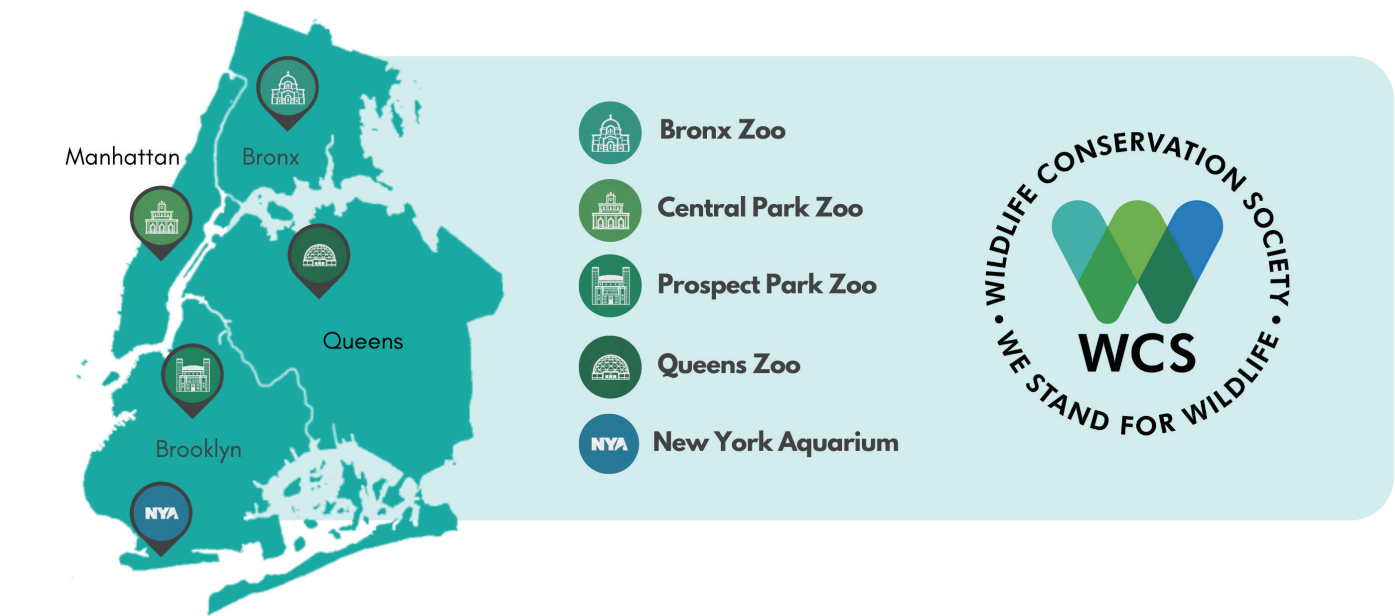 Manhattan
Bronx
Queens
Brooklyn
NYA
Bronx Zoo
Central Park Zoo
Prospect Park Zoo
Queens Zoo
NYA
New York Aquarium
WILDLIFE CONSERVATION SOCIETY
• WE STAND FOR WILDLIFE •
WCS